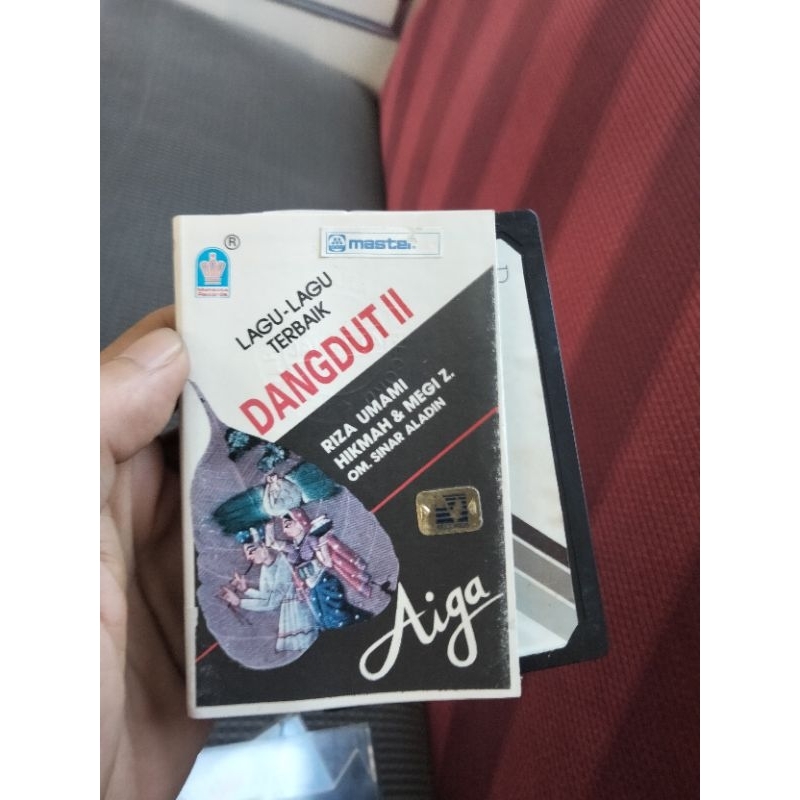 ®
master
LAGU-LAGU
TERBAIK
DANGDUT II
RIZA UMAMI
HIKMAH & MEGI Z.
OM. SINAR ALADIN
M
Aiga